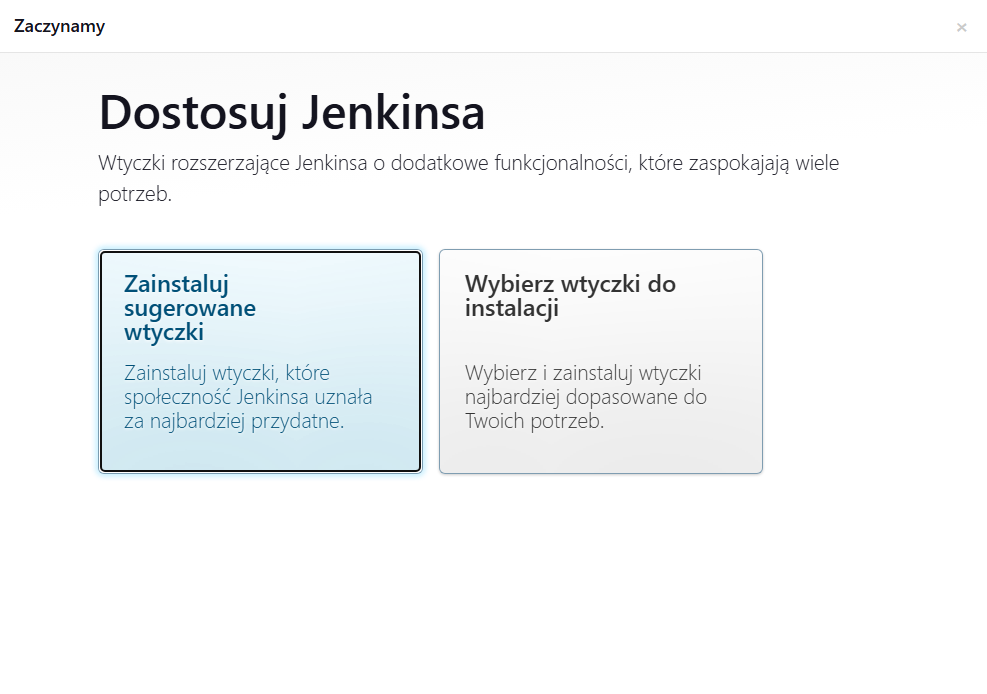 Zaczynamy
×
Dostosuj Jenkinsa
Wtyczki rozszerzające Jenkinsa o dodatkowe funkcjonalności, które zaspokajają wiele
potrzeb.
Zainstaluj
sugerowane
wtyczki
Zainstaluj wtyczki, które
społeczność Jenkinsa uznała
za najbardziej przydatne.
Wybierz wtyczki do
instalacji
Wybierz i zainstaluj wtyczki
najbardziej dopasowane do
Twoich potrzeb.